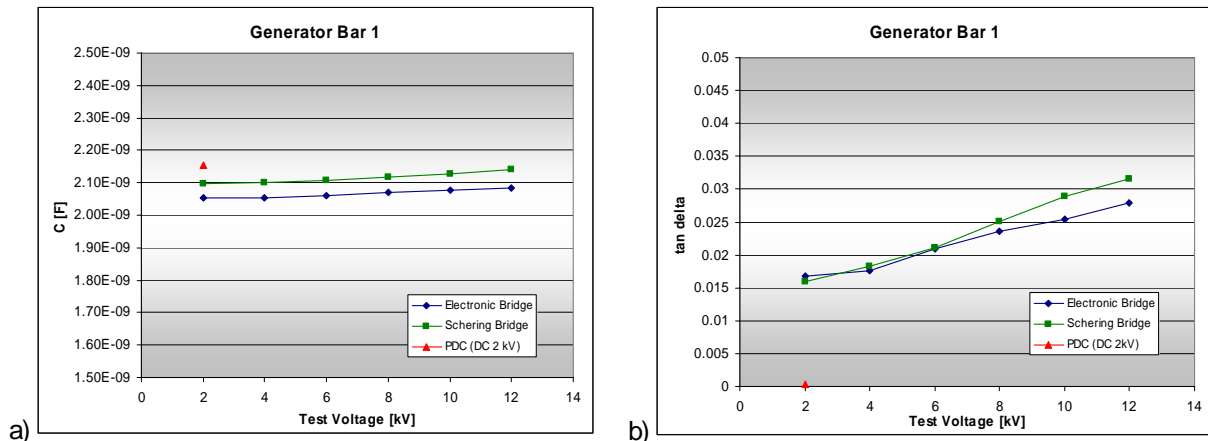 Generator Bar 1
2.50E-09
2.40E-09
2.30E-09
2.20E-09
2.10E-09
2.00E-09
1.90E-09
1.80E-09
1.70E-09
1.60E-09
1.50E-09
C [F]
0 2 4 6 8 10 12 14
Test Voltage [kV]
Electronic Bridge
Schering Bridge
PDC (DC 2 kV)
a)
Generator Bar 1
0.05
0.045
0.04
0.035
0.03
0.025
0.02
0.015
0.01
0.005
0
tan delta
0 2 4 6 8 10 12 14
Test Voltage [kV]
Electronic Bridge
Schering Bridge
PDC (DC 2kV)
b)